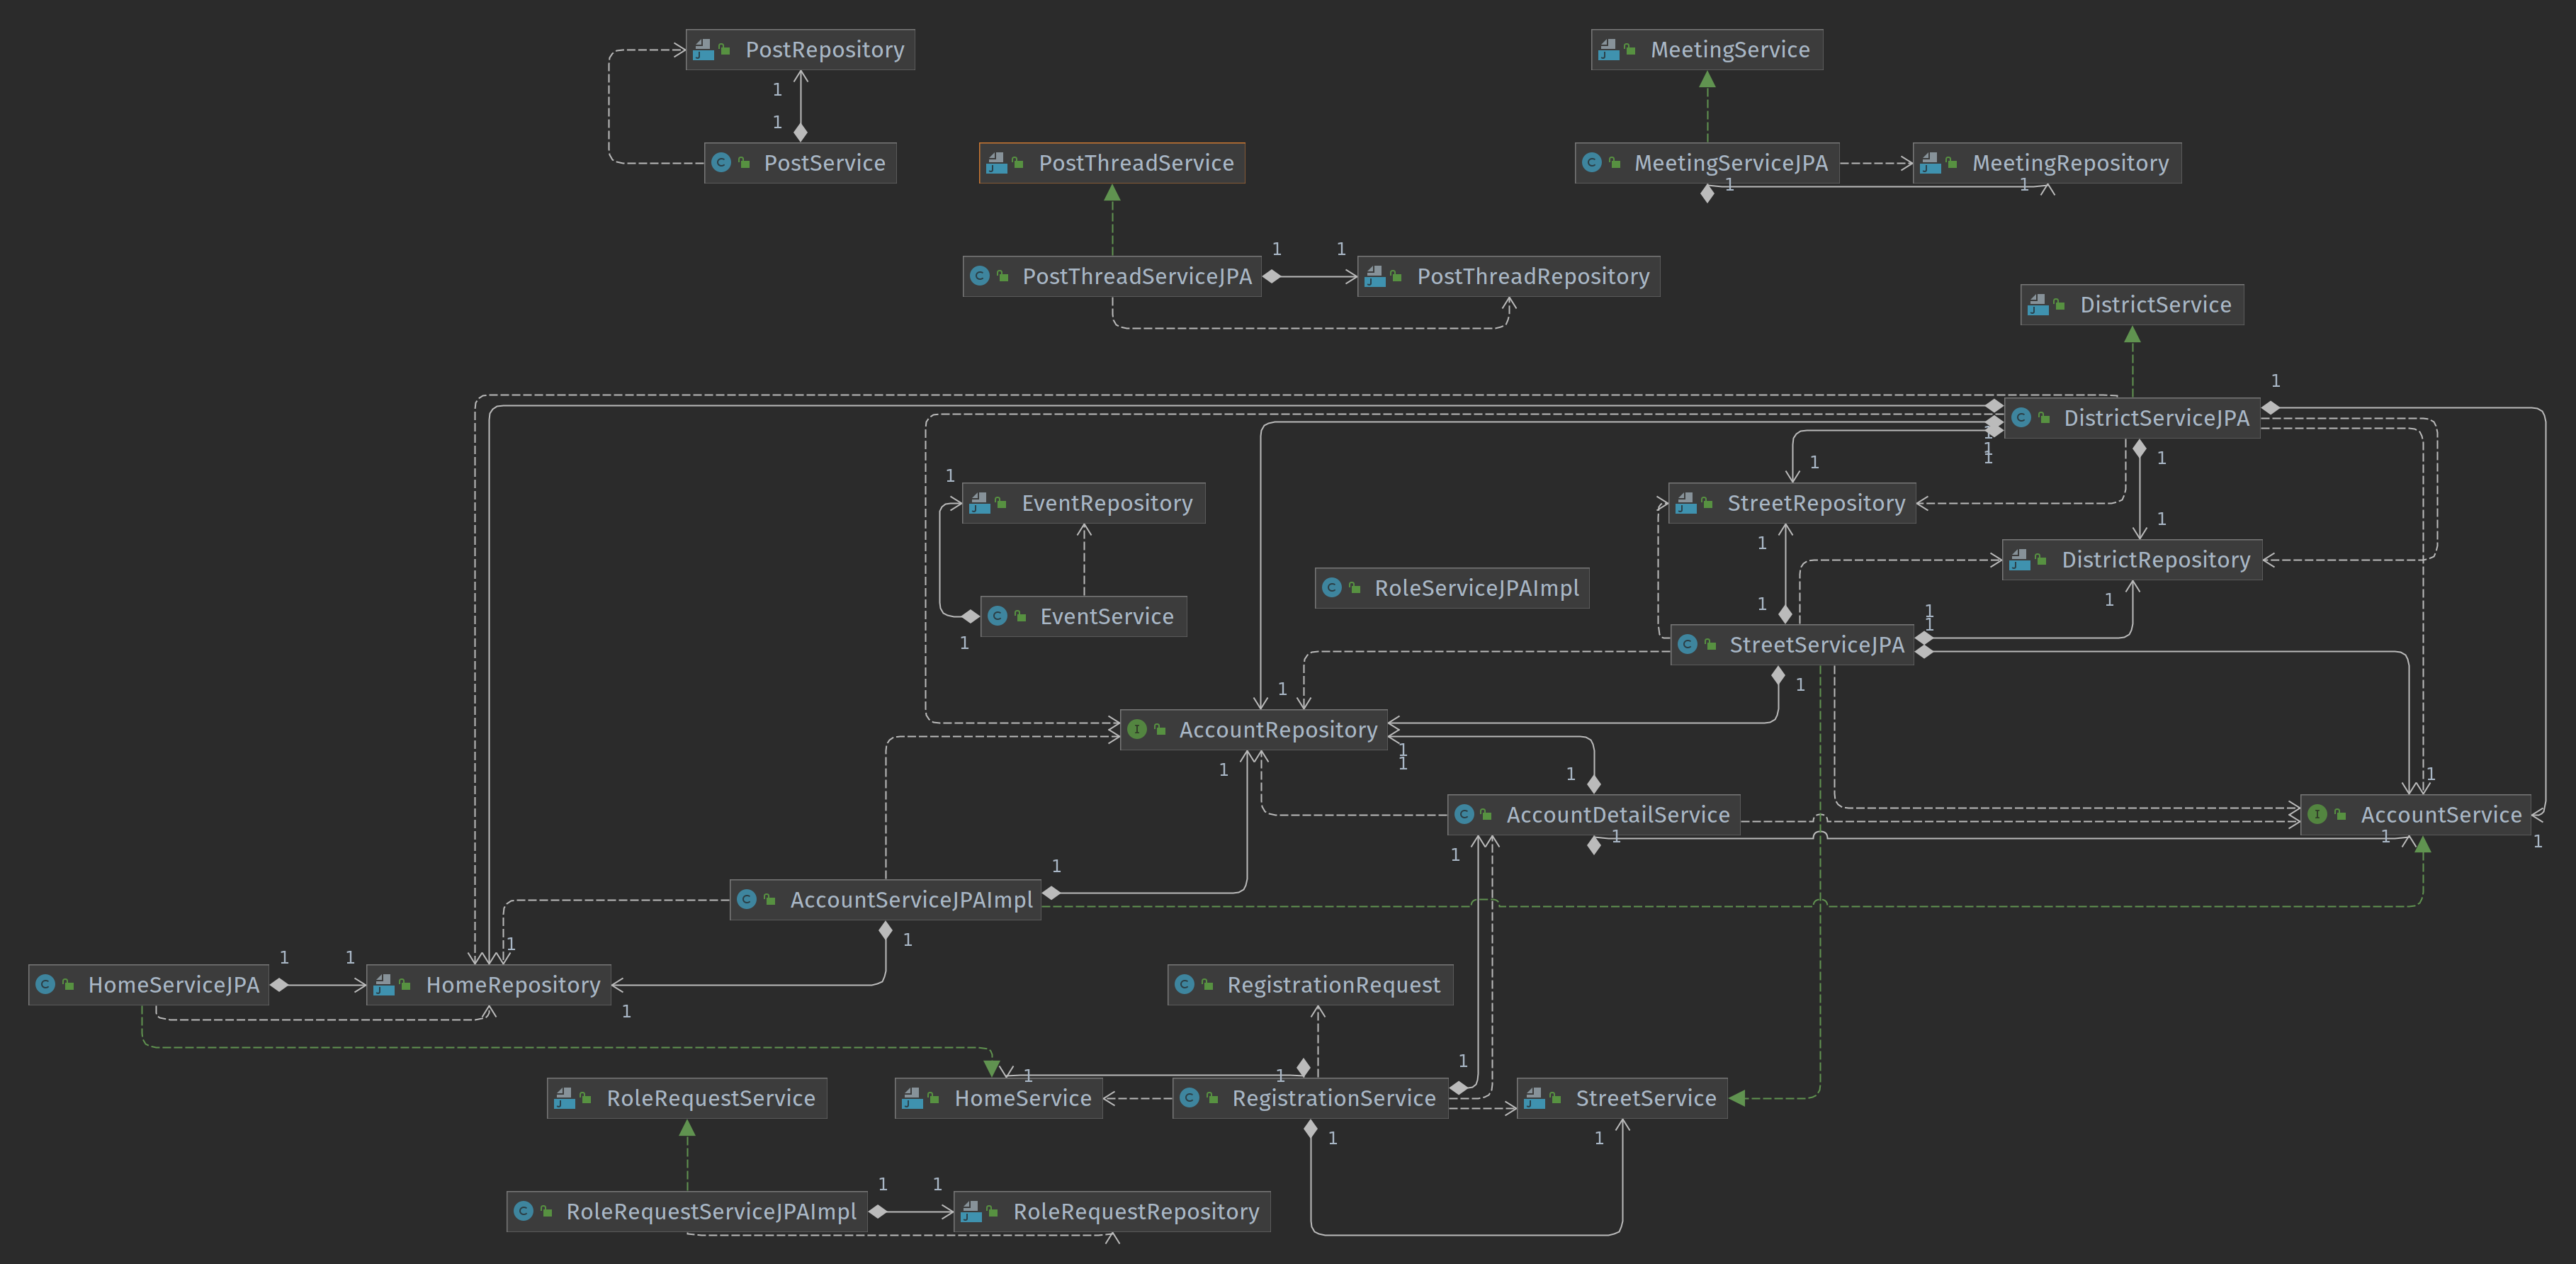 PostRepository
MeetingService
1
1
PostService
PostThreadService
MeetingServiceJPA
MeetingRepository
1
1
1
1
PostThreadServiceJPA
PostThreadRepository
DistrictService
1
DistrictServiceJPA
1
1
1
1
1
EventRepository
StreetRepository
1
1
DistrictRepository
RoleServiceJPAImpl
1
1
1
1
EventService
1
StreetServiceJPA
1
1
AccountRepository
1
1
1
1
1
AccountDetailService
AccountService
1
1
1
1
1
AccountServiceJPAImpl
1
1
1
1
HomeServiceJPA
HomeRepository
RegistrationRequest
1
1
1
1
RoleRequestService
HomeService
RegistrationService
StreetService
1
1
1
1
RoleRequestServiceJPAImpl
RoleRequestRepository